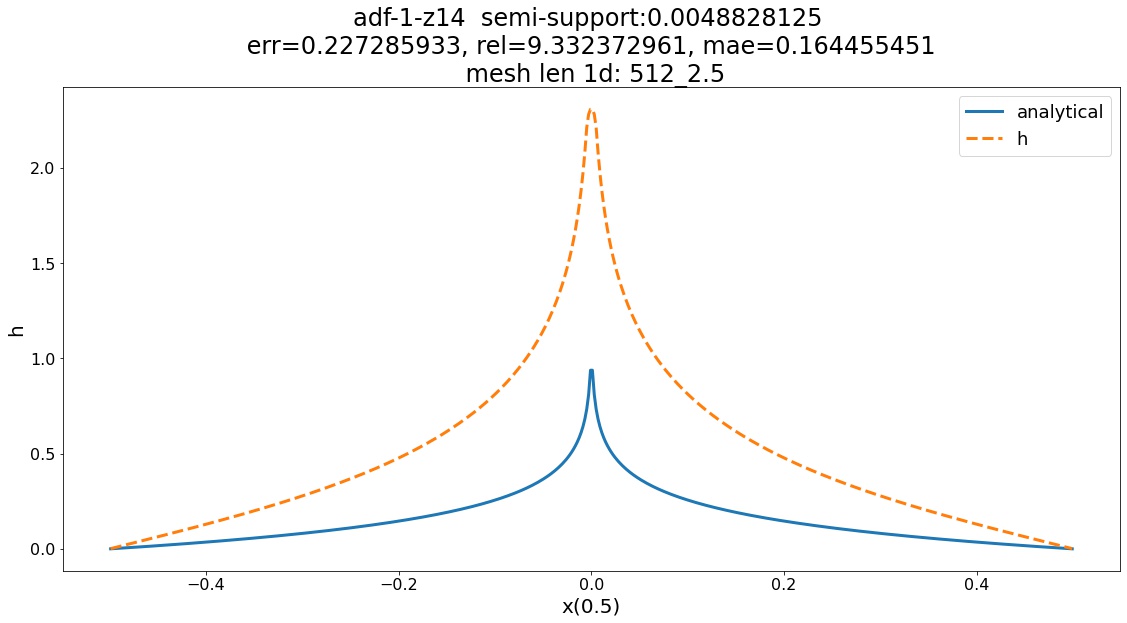 adf-1-z14 semi-support:0.0048828125
err=0.227285933, rel=9.332372961, mae=0.164455451
mesh len 1d: 512_2.5
analytical
h
h
2.0
1.5
1.0
0.5
0.0
−0.4
−0.2
0.0
0.2
0.4
x(0.5)